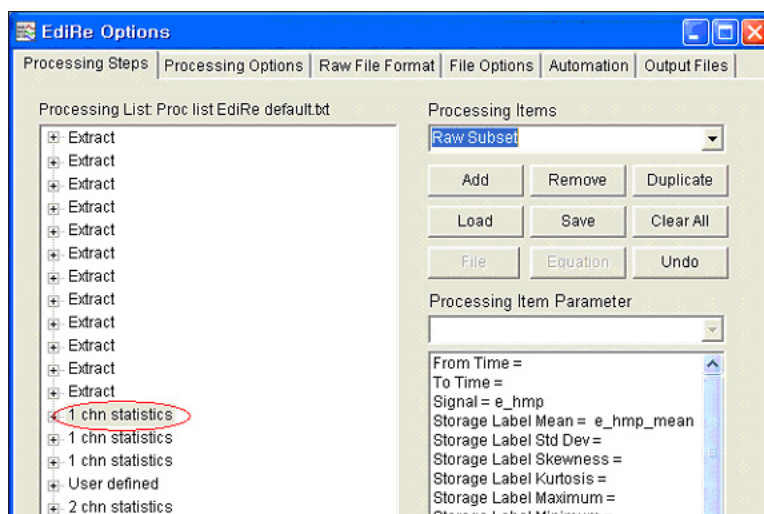 EdiRe Options
Processing Steps Processing Options Raw File Format File Options Automation Output Files
Processing List: Proc list EdiRe default.txt
Extract
Extract
Extract
Extract
Extract
Extract
Extract
Extract
Extract
Extract
Extract
Extract
1 chn statistics
1 chn statistics
1 chn statistics
User defined
2 chn statistics
Processing Items
Raw Subset
Add Remove Duplicate
Load Save Clear All
File Equation Undo
Processing Item Parameter
From Time =
To Time =
Signal = e_hmp
Storage Label Mean = e_hmp_mean
Storage Label Std Dev =
Storage Label Skewness =
Storage Label Kurtosis =
Storage Label Maximum =
Storage Label Minimum =